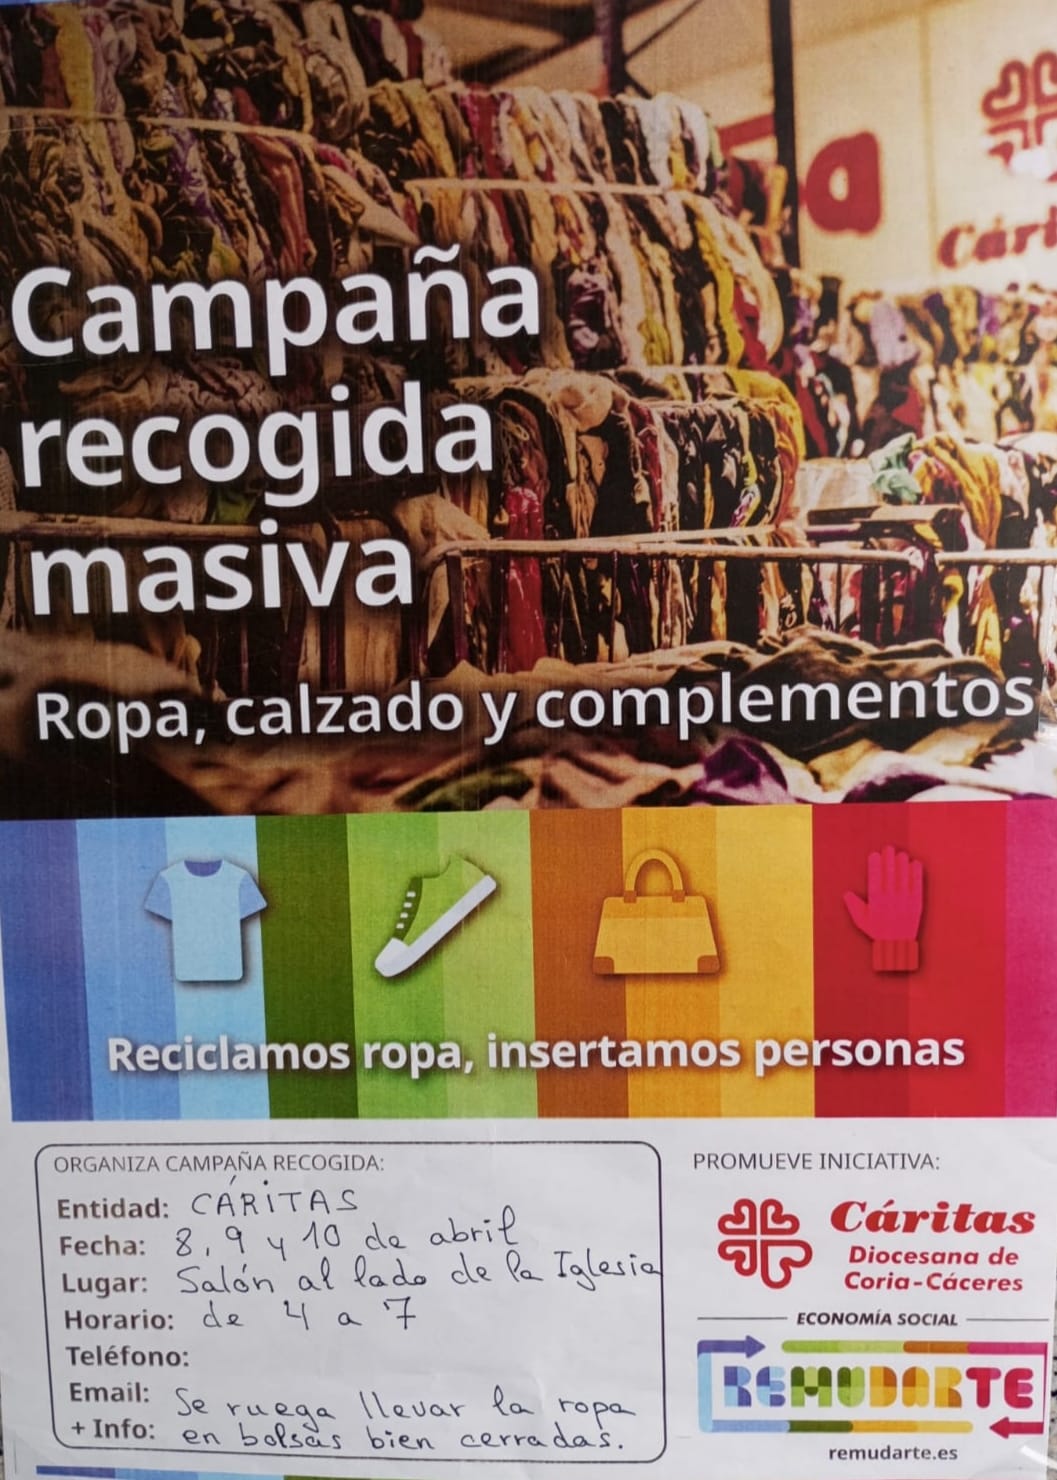 Campaña
recogida
masiva
Ropa, calzado y complementos
a
Cárit
Reciclamos ropa, insertamos personas
ORGANIZA CAMPAÑA RECOGIDA:
Entidad: CÁRITAS
Fecha: 8, 9 y 10 de abril
Lugar: Salón al lado de la Iglesia
Horario: de 4 a 7
Teléfono:
Email: Se ruega llevar la ropa
+ Info: en bolsas bien cerradas.
PROMUEVE INICIATIVA:
Cáritas
Diocesana de
Coria-Cáceres
ECONOMÍA SOCIAL
REMUDARTE
remudarte.es